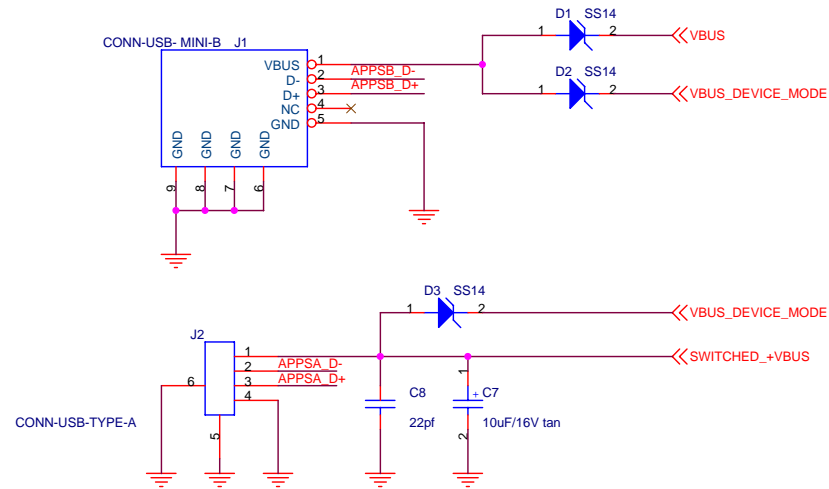 D1 SS14
1 2 VBUS
CONN-USB- MINI-B J1
VBUS 1
D- 2 APPSB_D-
D+ 3 APPSB_D+
NC 4
GND 5
D2 SS14
1 2 VBUS_DEVICE_MODE
GND GND GND GND
9 8 7 6
D3 SS14
1 2 VBUS_DEVICE_MODE
J2
1 SWITCHED_+VBUS
2 APPSA_D-
6 3 APPSA_D+
4
5
CONN-USB-TYPE-A
C8
22pf
1 + C7
2 10uF/16V tan